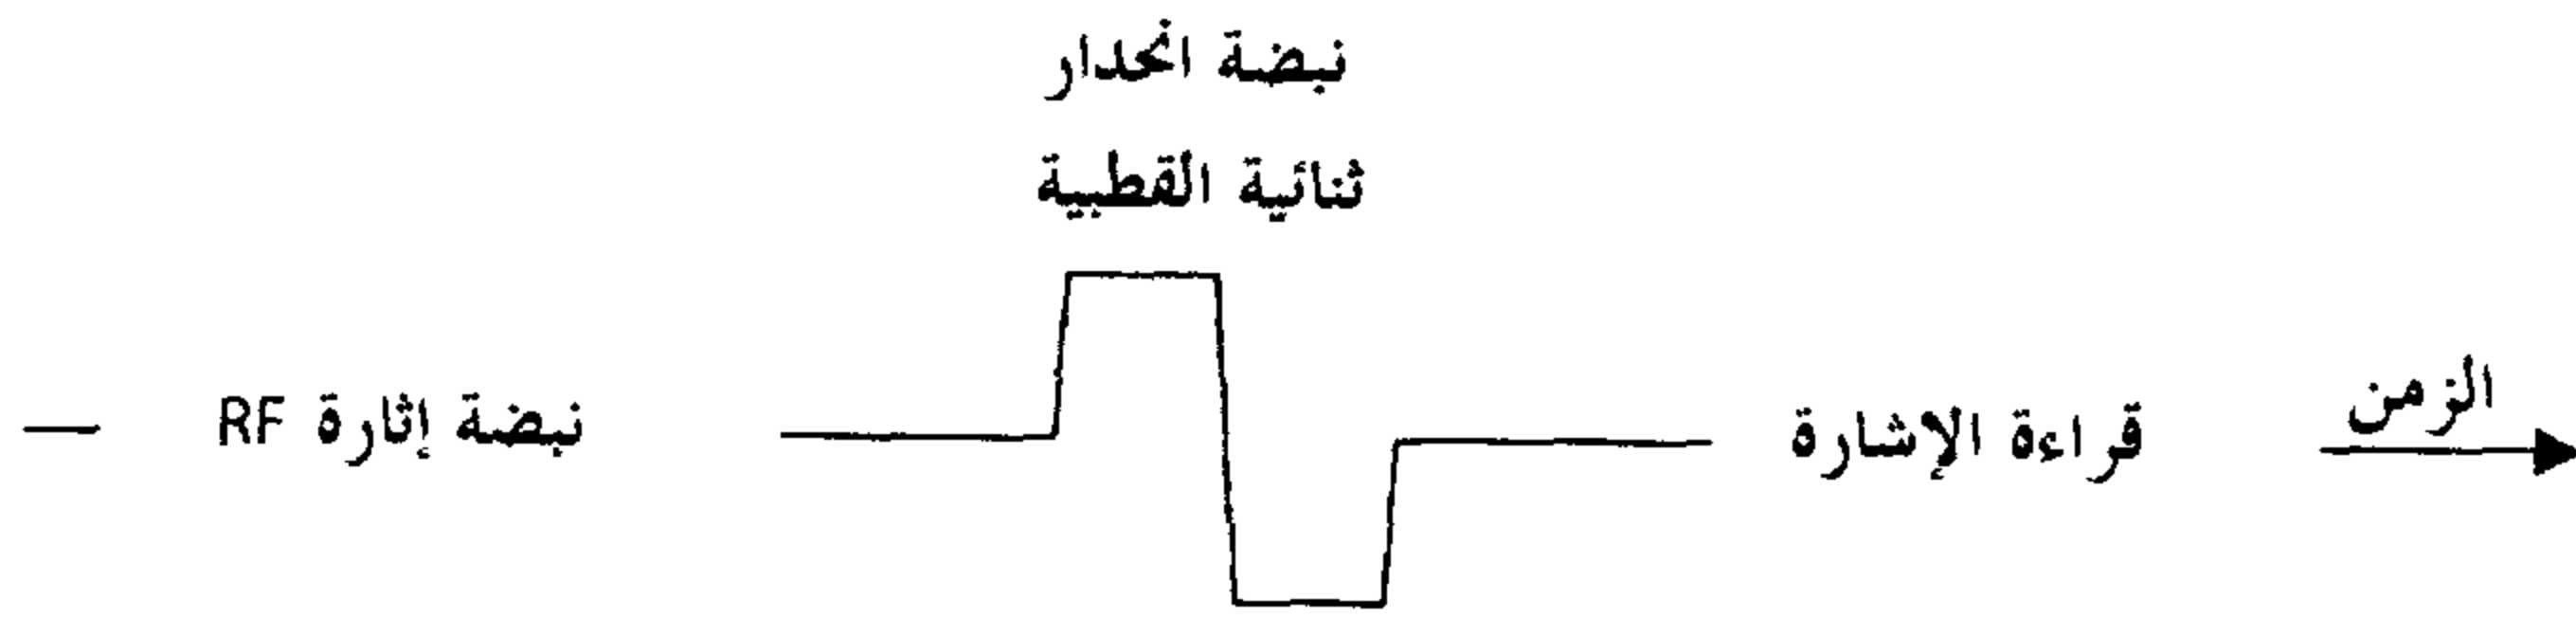 نبضة انحدار
ثنائية القطبية
نبضة إثارة RF
قراءة الإشارة
الزمن